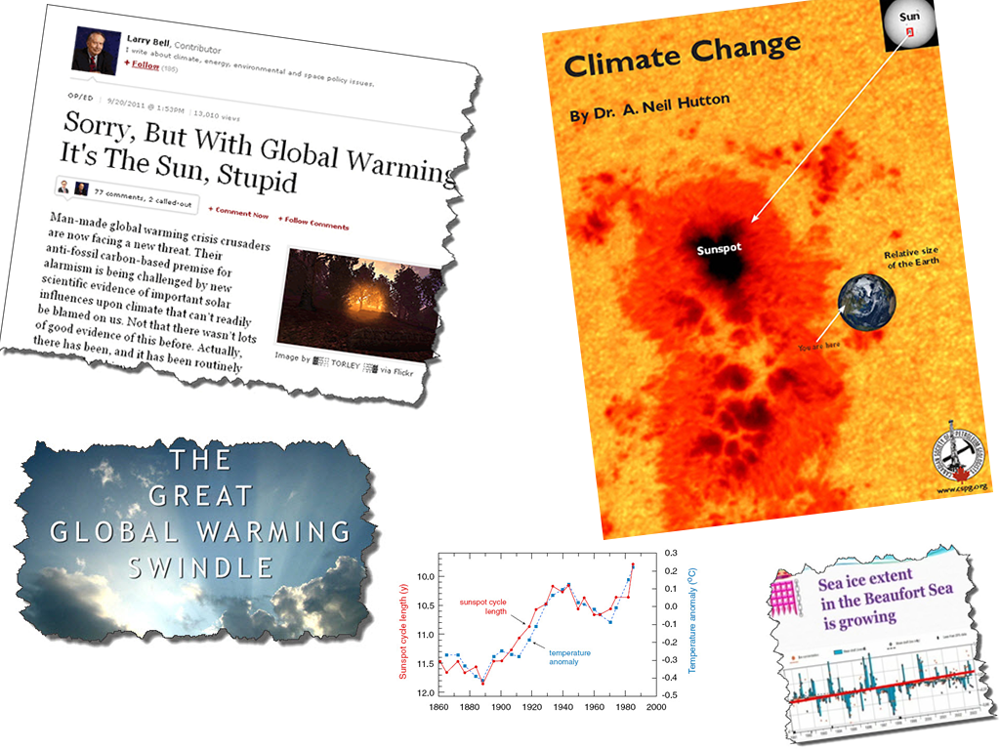 Larry Bell, Contributor
I write about climate, energy, environmental and space policy issues.
+ Follow (186)
OP/ED | 9/20/2011 @ 1:53PM | 13,010 views
Sorry, But With Global Warming
It's The Sun, Stupid
77 comments, 2 called-out
+ Comment Now + Follow Comments
Man-made global warming crisis crusaders
are now facing a new threat. Their
anti-fossil carbon-based premise for
alarmism is being challenged by new
scientific evidence of important solar
influences upon climate that can't readily
be blamed on us. Not that there wasn't lots
of good evidence of this before. Actually,
there has been, and it has been routinely
Image by TORLEY via Flickr
Sun
Climate Change
By Dr. A. Neil Hutton
Sunspot
Relative size
of the Earth
You are here
CANADIAN SOCIETY OF PETROLEUM GEOLOGISTS
www.cspg.org
THE
GREAT
GLOBAL WARMING
SWINDLE
Sunspot cycle length (y)
10.0
10.5
11.0
11.5
12.0
sunspot cycle
length
temperature
anomaly
0.3
0.2
0.1
0.0
-0.1
-0.2
-0.3
-0.4
-0.5
Temperature anomaly (°C)
1860 1880 1900 1920 1940 1960 1980 2000
Sea ice extent
in the Beaufort Sea
is growing